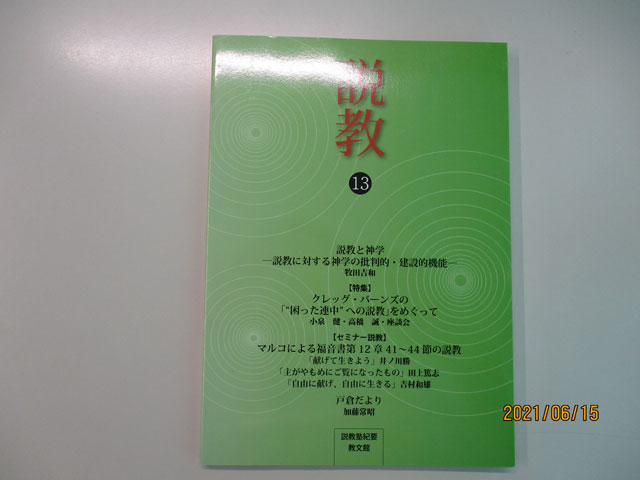 説教
13
説教と神学
―説教に対する神学の批判的・建設的機能―
牧田吉和
【特集】
クレッグ・バーンズの
「“困った連中”への説教」をめぐって
小泉 健・高橋 誠・座談会
【セミナー説教】
マルコによる福音書第12章41～44節の説教
「献げて生きよう」井ノ川勝
「主がやもめにご覧になったもの」田上篤志
「自由に献げ、自由に生きる」吉村和雄
戸倉だより
加藤常昭
説教塾紀要
教文館
2021/06/15